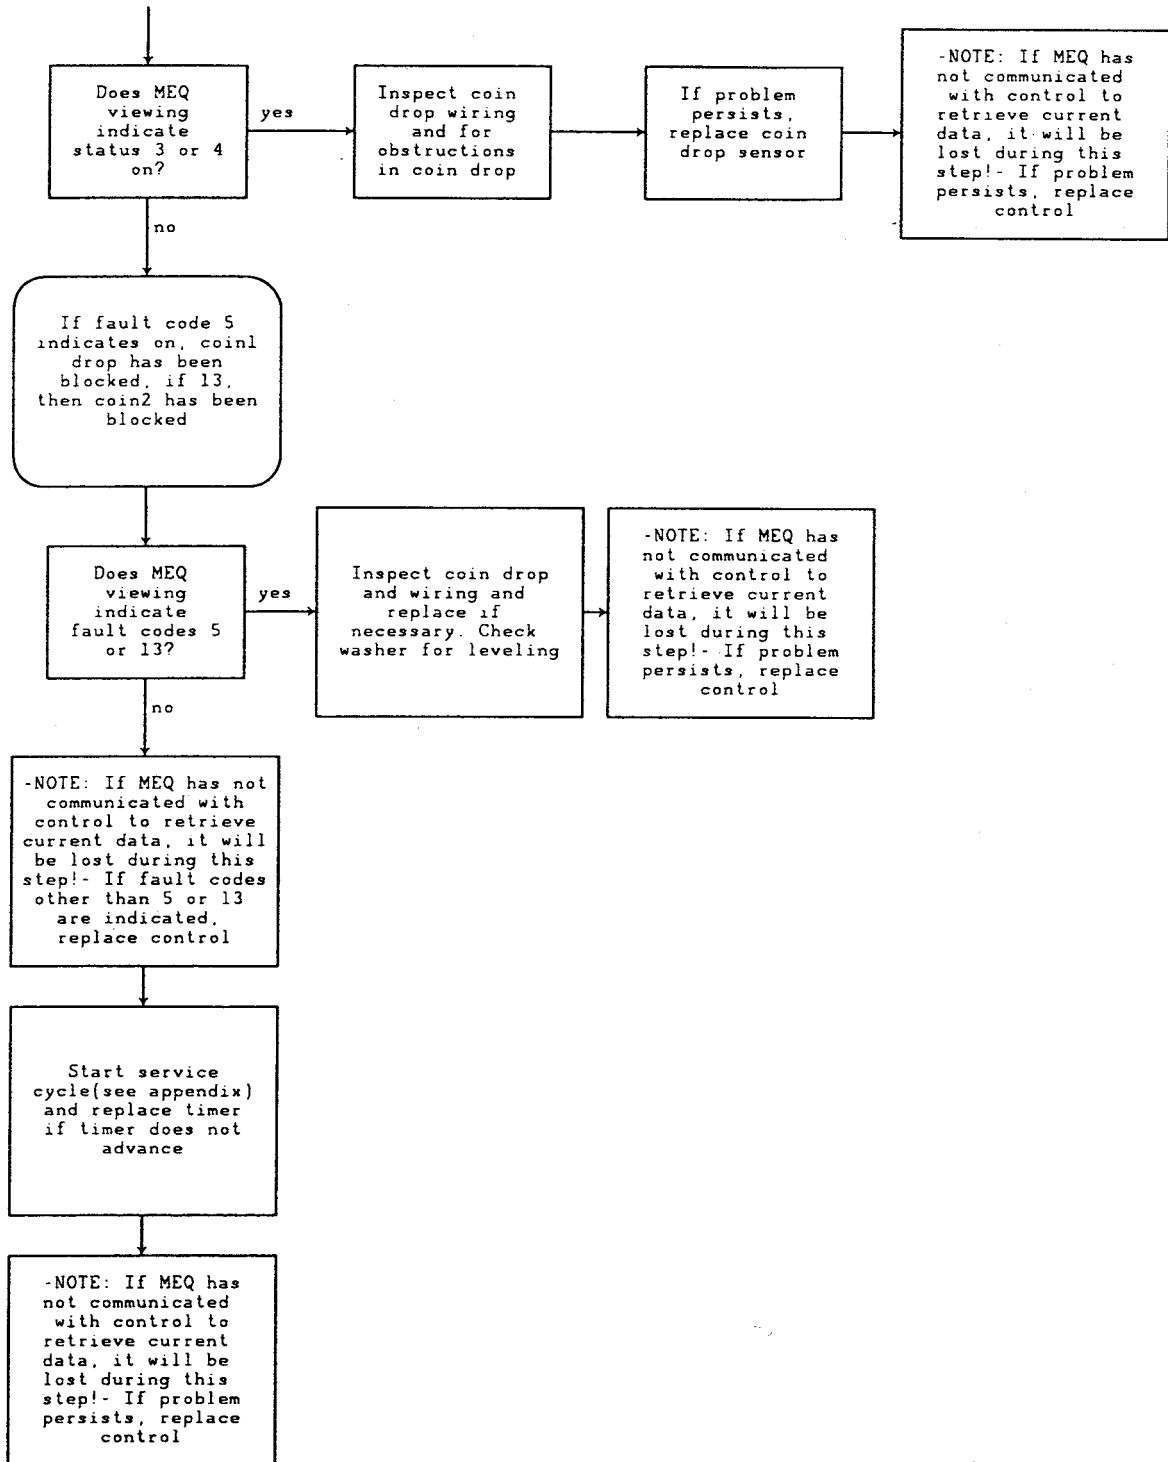 Does MEQ
viewing
indicate
status 3 or 4
on?
yes
Inspect coin
drop wiring
and for
obstructions
in coin drop
If problem
persists,
replace coin
drop sensor
-NOTE: If MEQ has
not communicated
with control to
retrieve current
data, it will be
lost during this
step!- If problem
persists, replace
control
no
If fault code 5
indicates on, coin1
drop has been
blocked, if 13,
then coin2 has been
blocked
Does MEQ
viewing
indicate
fault codes 5
or 13?
yes
Inspect coin drop
and wiring and
replace if
necessary. Check
washer for leveling
-NOTE: If MEQ has
not communicated
with control to
retrieve current
data, it will be
lost during this
step!- If problem
persists, replace
control
no
-NOTE: If MEQ has not
communicated with
control to retrieve
current data, it will
be lost during this
step!- If fault codes
other than 5 or 13
are indicated,
replace control
Start service
cycle(see appendix)
and replace timer
if timer does not
advance
-NOTE: If MEQ has
not communicated
with control to
retrieve current
data, it will be
lost during this
step!- If problem
persists, replace
control